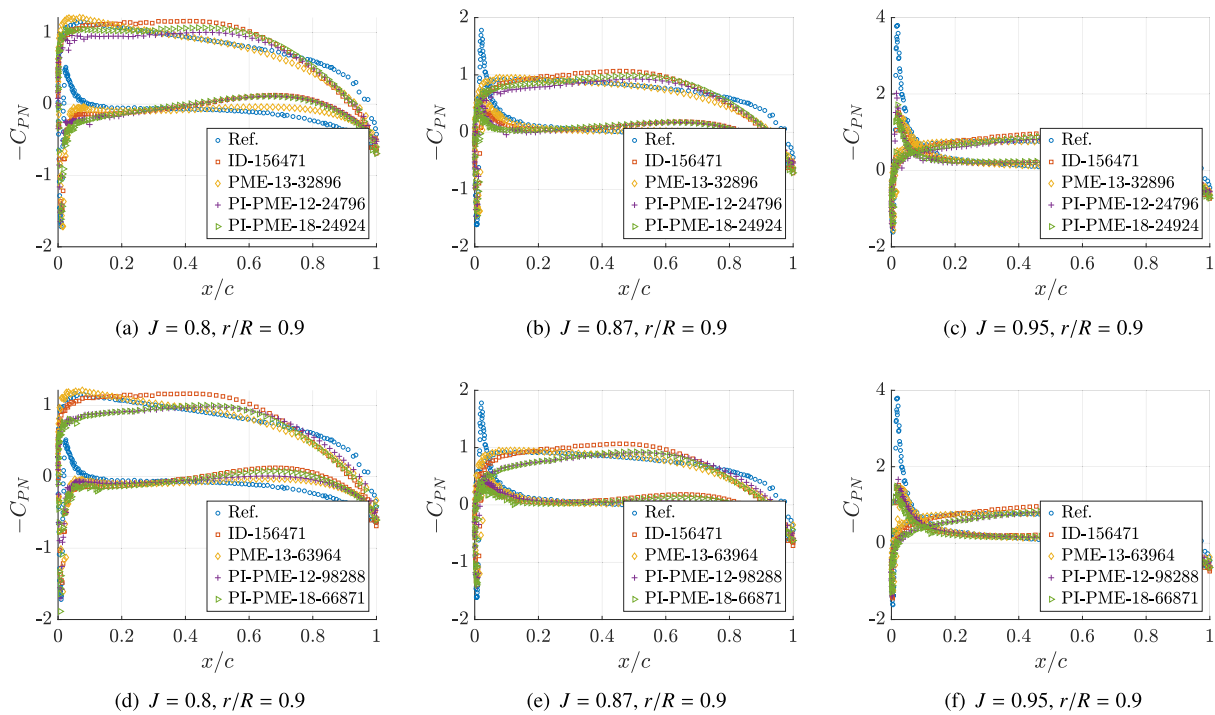 1
0
-1
-2
−C_PN
0
0.2
0.4
0.6
0.8
1
x/c
Ref.
ID-156471
PME-13-32896
PI-PME-12-24796
PI-PME-18-24924
(a) J = 0.8, r/R = 0.9
2
1
0
-1
-2
−C_PN
0
0.2
0.4
0.6
0.8
1
x/c
Ref.
ID-156471
PME-13-32896
PI-PME-12-24796
PI-PME-18-24924
(b) J = 0.87, r/R = 0.9
4
2
0
-2
−C_PN
0
0.2
0.4
0.6
0.8
1
x/c
Ref.
ID-156471
PME-13-32896
PI-PME-12-24796
PI-PME-18-24924
(c) J = 0.95, r/R = 0.9
1
0
-1
-2
−C_PN
0
0.2
0.4
0.6
0.8
1
x/c
Ref.
ID-156471
PME-13-63964
PI-PME-12-98288
PI-PME-18-66871
(d) J = 0.8, r/R = 0.9
2
1
0
-1
-2
−C_PN
0
0.2
0.4
0.6
0.8
1
x/c
Ref.
ID-156471
PME-13-63964
PI-PME-12-98288
PI-PME-18-66871
(e) J = 0.87, r/R = 0.9
4
2
0
-2
−C_PN
0
0.2
0.4
0.6
0.8
1
x/c
Ref.
ID-156471
PME-13-63964
PI-PME-12-98288
PI-PME-18-66871
(f) J = 0.95, r/R = 0.9